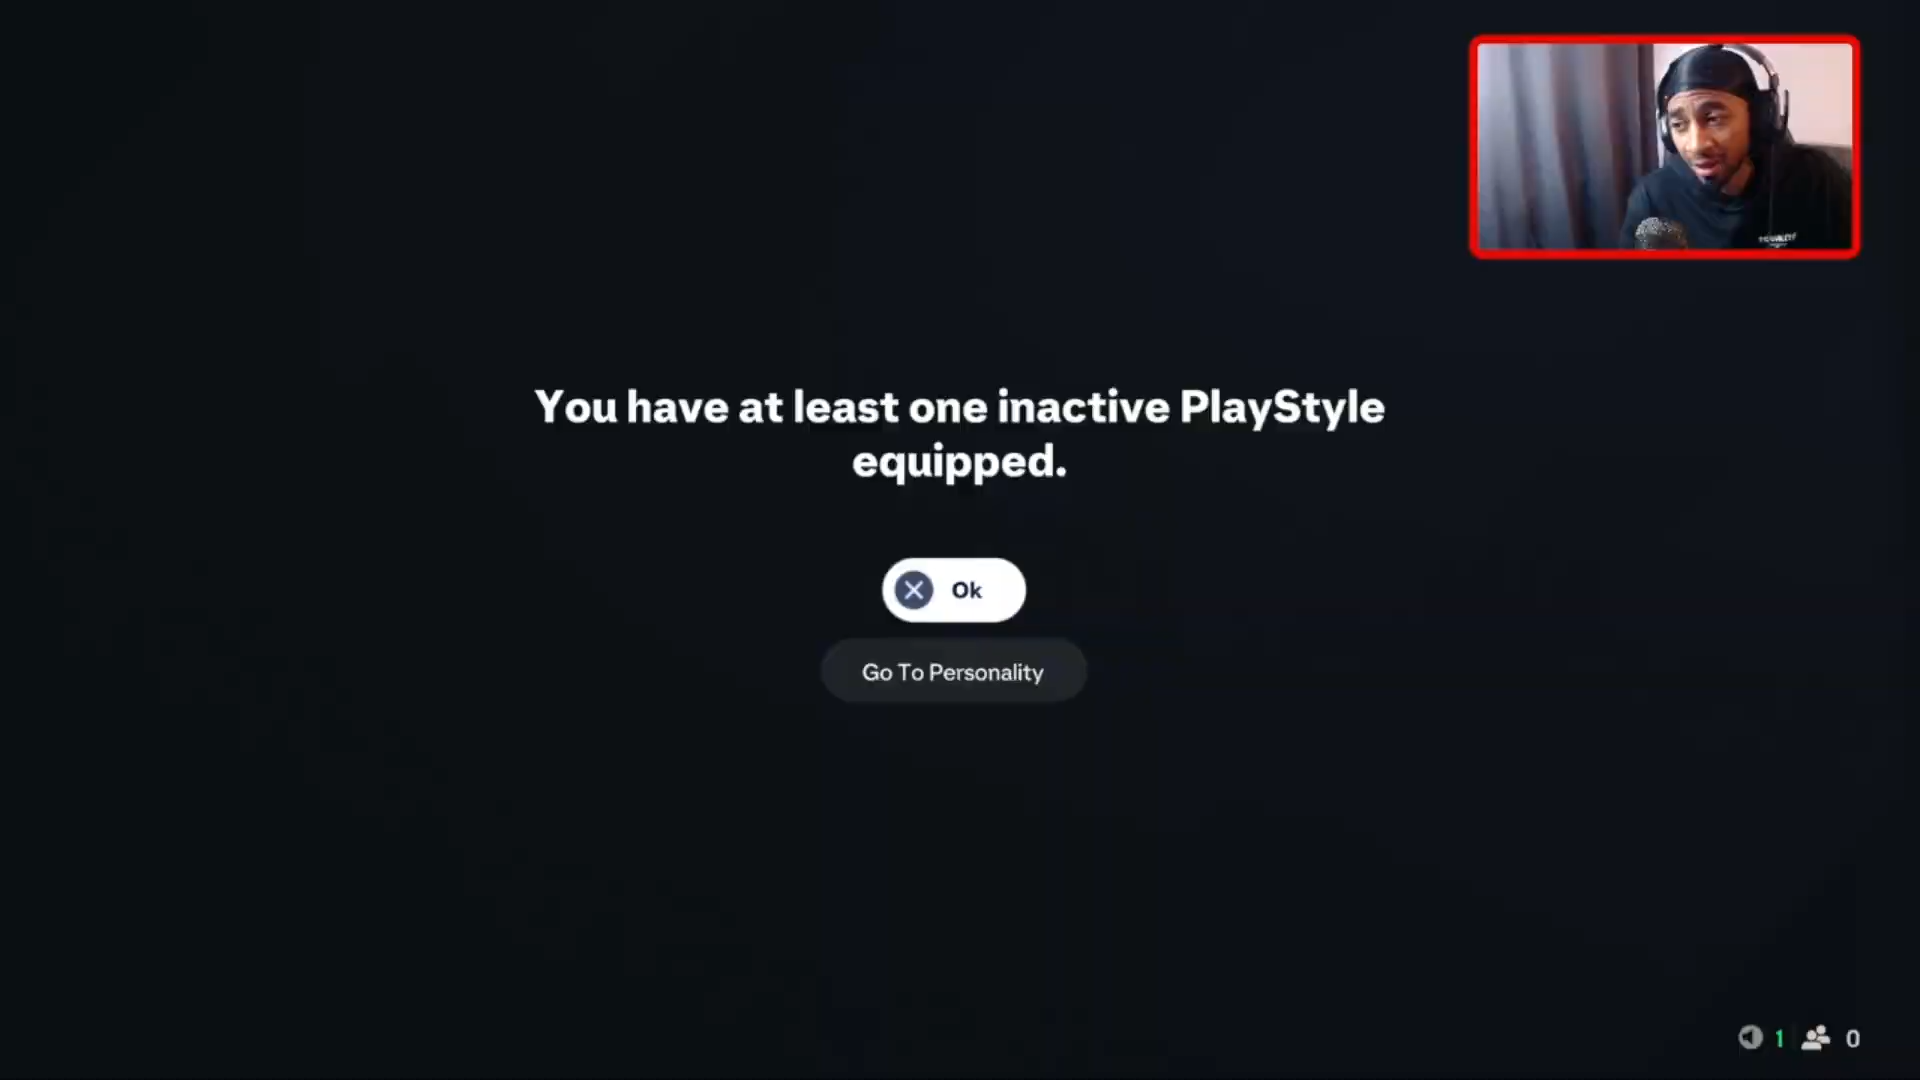 You have at least one inactive PlayStyle
equipped.
Ok
Go To Personality
1 0